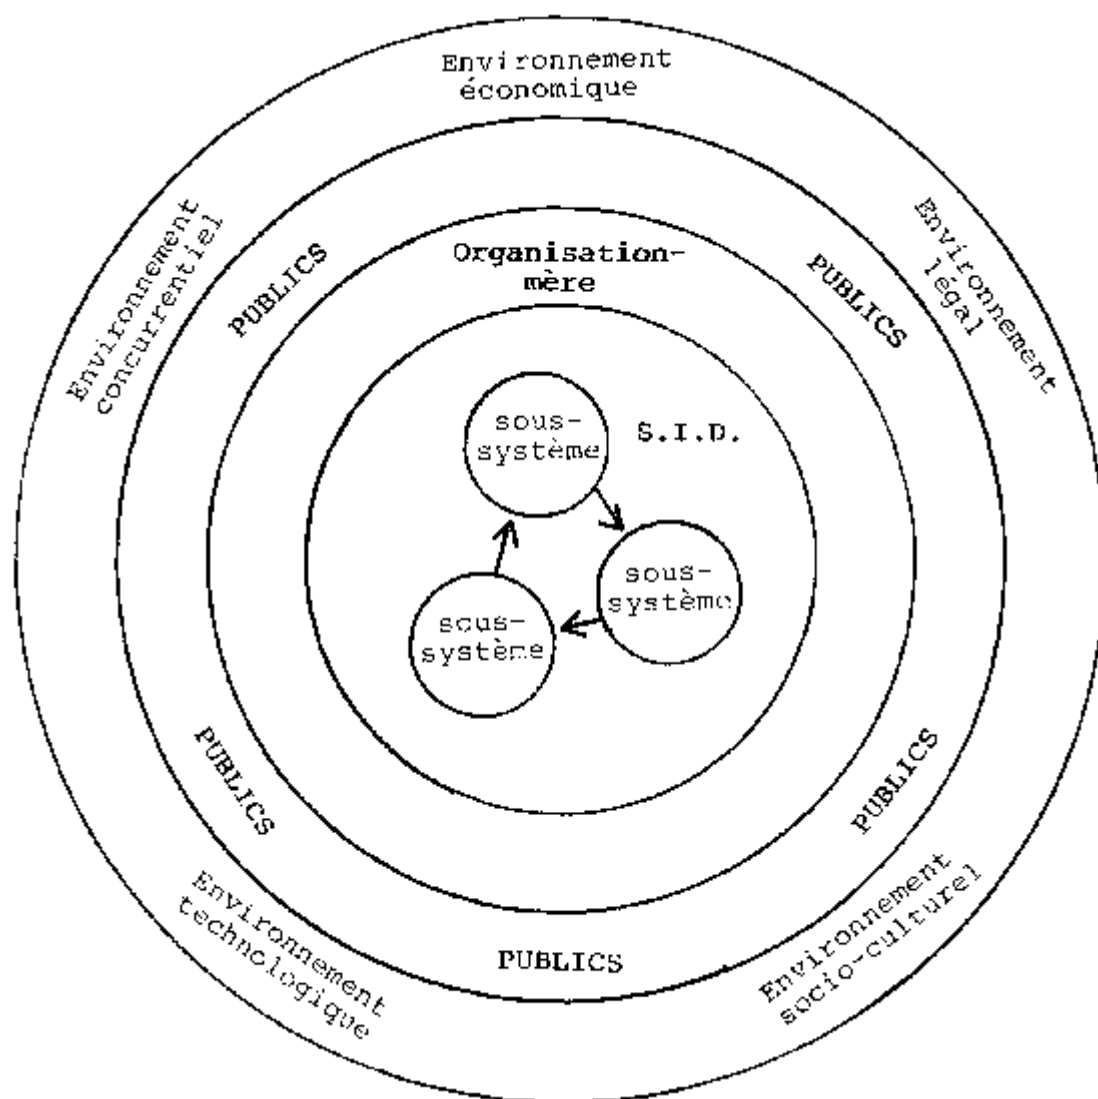 Environnement
économique
Environnement
concurrentiel
Environnement
légal
PUBLICS
PUBLICS
Organisation-
mère
sous-
système
S.I.D.
sous-
système
sous-
système
PUBLICS
PUBLICS
PUBLICS
Environnement
technologique
Environnement
socio-culturel